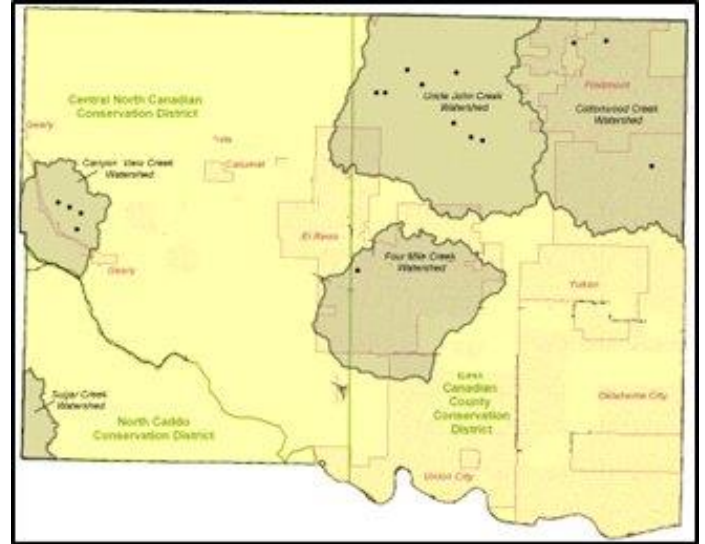 Central North Canadian
Conservation District
Uncle John Creek
Watershed
Piedmont
Cottonwood Creek
Watershed
Geary
Calumet
Canyon View Creek
Watershed
El Reno
Geary
Four Mile Creek
Watershed
Yukon
Sugar Creek
Watershed
North Caddo
Conservation District
Canadian
County
Conservation
District
Oklahoma City
Union City